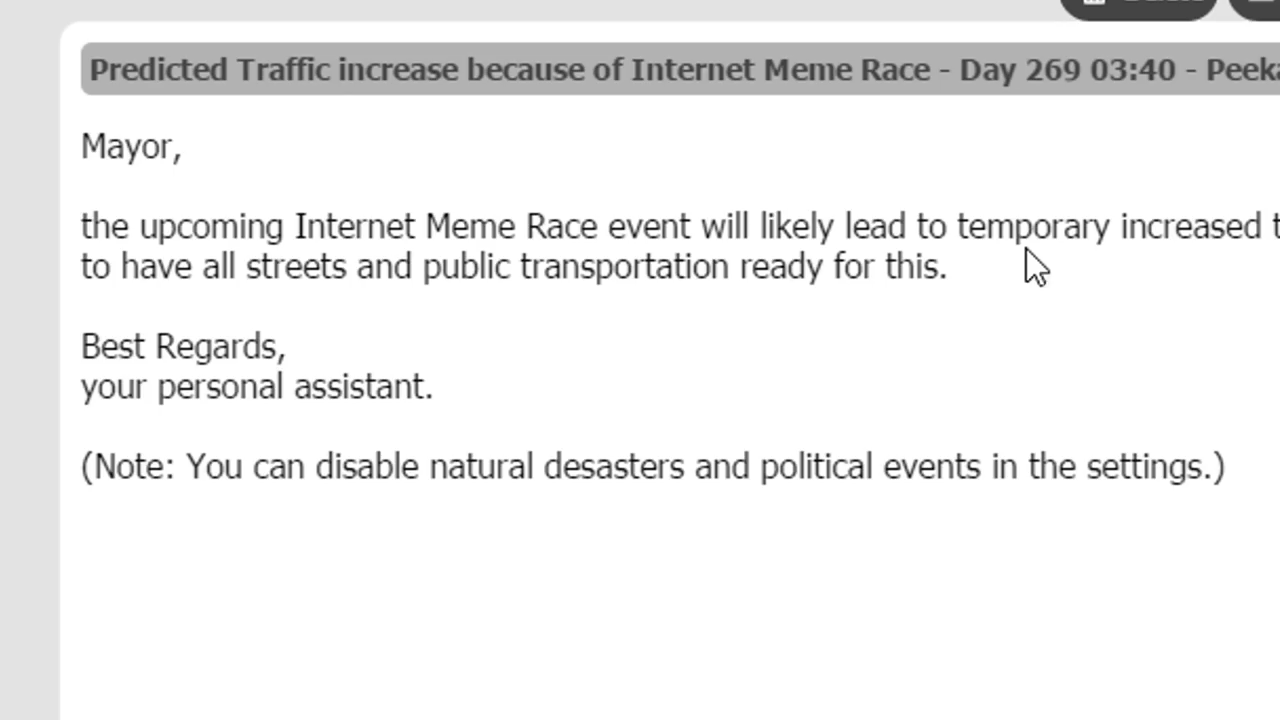 Predicted Traffic increase because of Internet Meme Race - Day 269 03:40 -
Mayor,
the upcoming Internet Meme Race event will likely lead to temporary increased
to have all streets and public transportation ready for this.
Best Regards,
your personal assistant.
(Note: You can disable natural desasters and political events in the settings.)